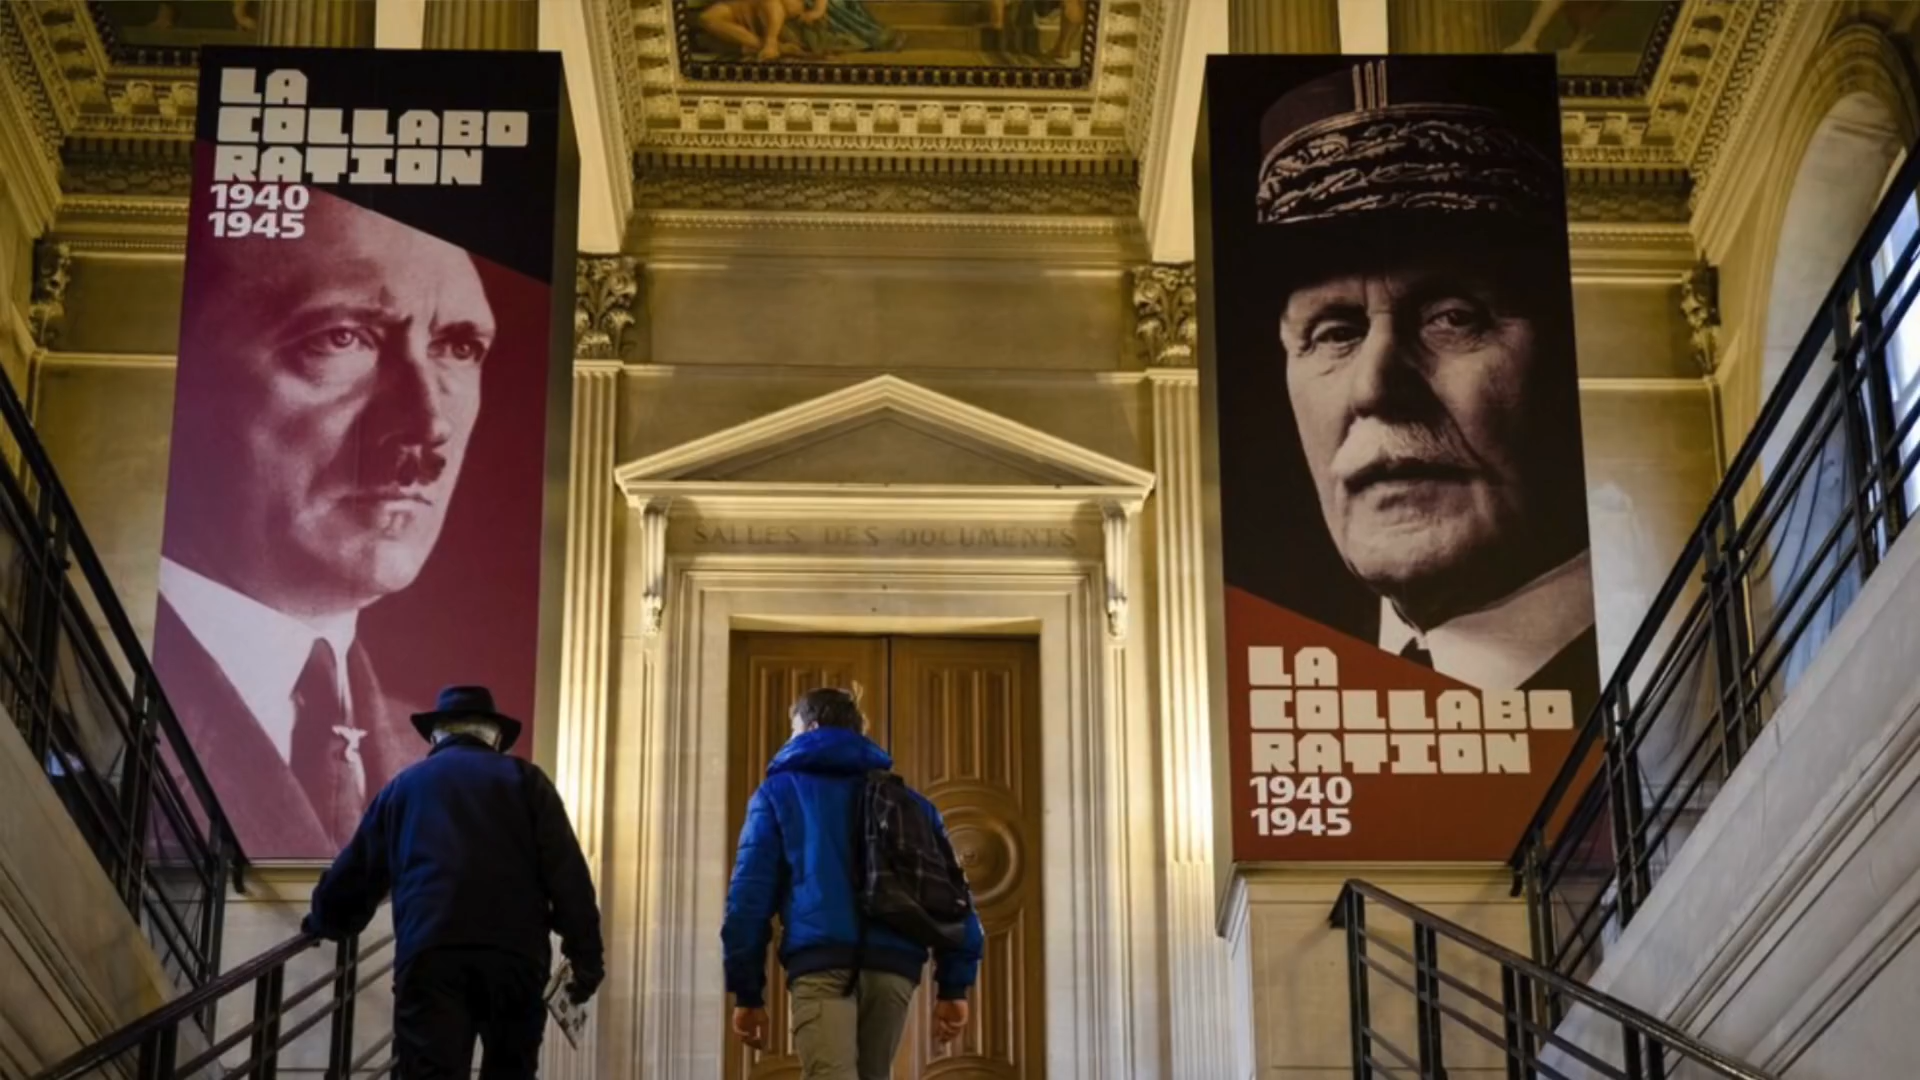 LA
COLLABO
RATION
1940
1945
SALLES DES DOCUMENTS
LA
COLLABO
RATION
1940
1945